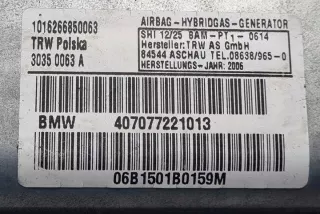 1016266850063
TRW Polska
3035 0063 A
AIRBAG-HYBRIDGAS-GENERATOR
SHI 12/25 BAM-PT1-0614
Hersteller:TRW AS GmbH
84544 ASCHAU TEL.08638/965-0
HERSTELLUNGS-JAHR: 2006
BMW 407077221013
06B1501B0159M